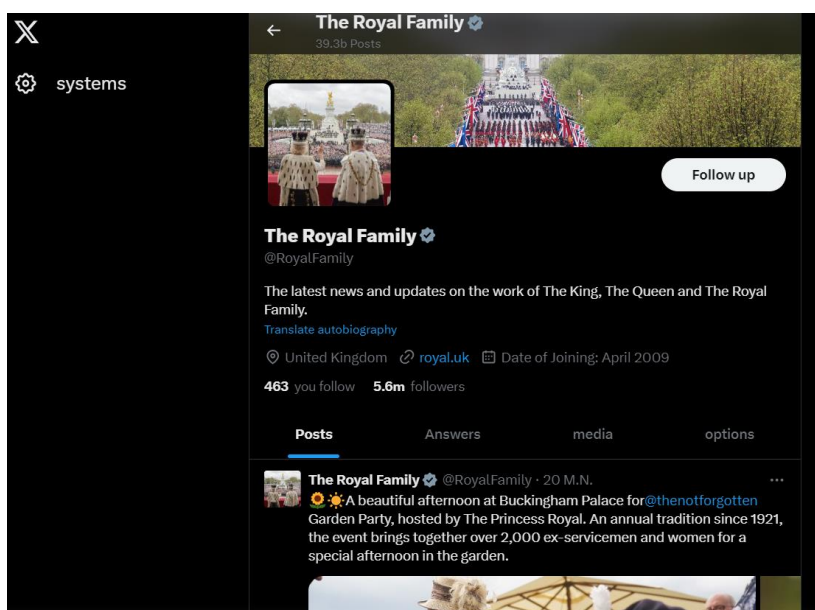 The Royal Family
39.3b Posts
systems
Follow up
The Royal Family
@RoyalFamily
The latest news and updates on the work of The King, The Queen and The Royal
Family.
Translate autobiography
United Kingdom royal.uk Date of Joining: April 2009
463 you follow 5.6m followers
Posts Answers media options
The Royal Family @RoyalFamily · 20 M.N. ...
🌻☀️A beautiful afternoon at Buckingham Palace for@thenotforgotten
Garden Party, hosted by The Princess Royal. An annual tradition since 1921,
the event brings together over 2,000 ex-servicemen and women for a
special afternoon in the garden.